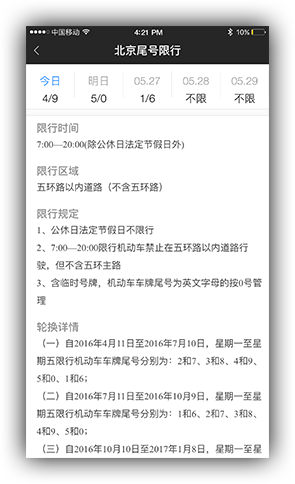 中国移动 4:21 PM 10%
北京尾号限行
今日 明日 05.27 05.28 05.29
4/9 5/0 1/6 不限 不限
限行时间
7:00—20:00(除公休日法定节假日外)
限行区域
五环路以内道路（不含五环路）
限行规定
1、公休日法定节假日不限行
2、7:00—20:00限行机动车禁止在五环路以内道路行
驶，但不含五环主路
3、含临时号牌，机动车车牌尾号为英文字母的按0号管
理
轮换详情
（一）自2016年4月11日至2016年7月10日，星期一至星
期五限行机动车车牌尾号分别为：2和7、3和8、4和9、
5和0、1和6；
（二）自2016年7月11日至2016年10月9日，星期一至星
期五限行机动车车牌尾号分别为：1和6、2和7、3和8、
4和9、5和0；
（三）自2016年10月10日至2017年1月8日，星期一至星